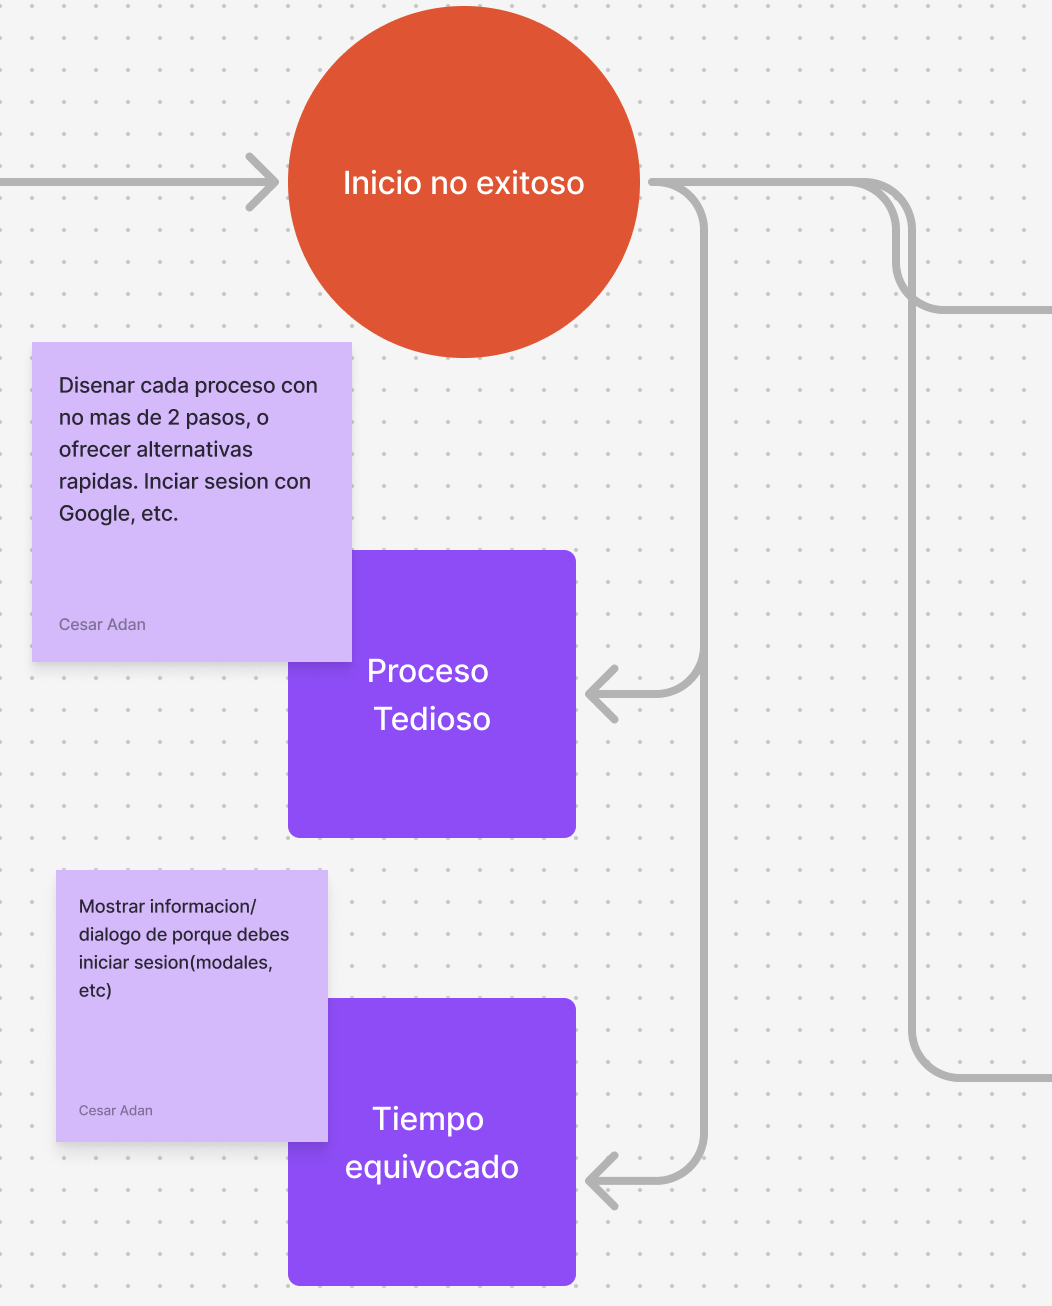 Inicio no exitoso
Disenar cada proceso con
no mas de 2 pasos, o
ofrecer alternativas
rapidas. Inciar sesion con
Google, etc.
Cesar Adan
Proceso
Tedioso
Mostrar informacion/
dialogo de porque debes
iniciar sesion(modales,
etc)
Cesar Adan
Tiempo
equivocado